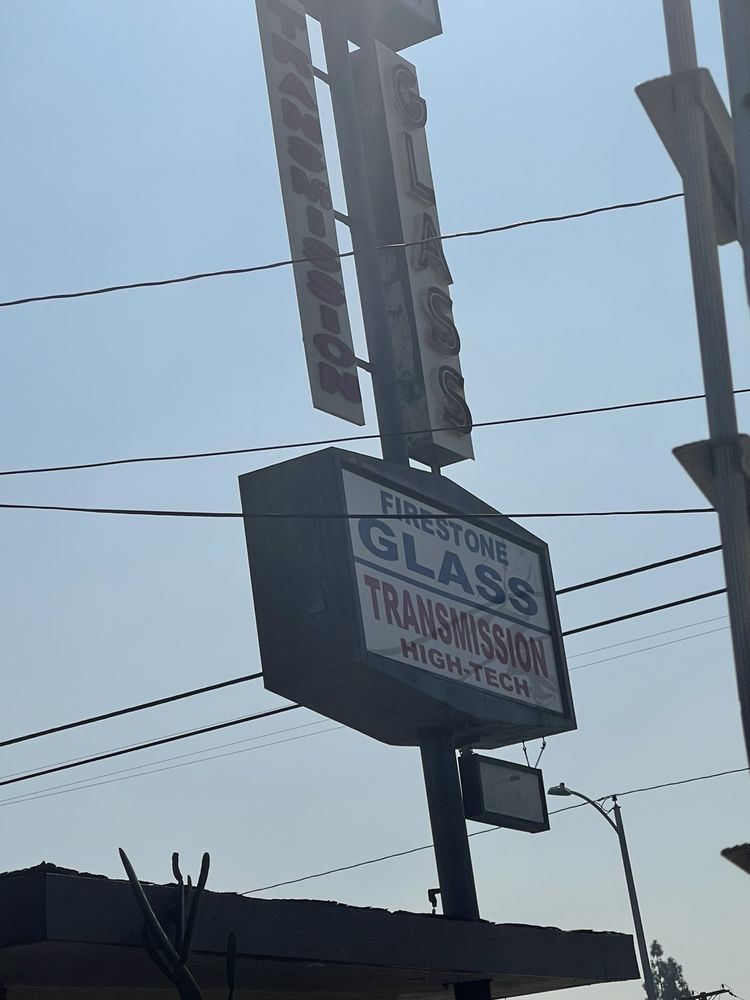 TRANSMISSION
GLASS
FIRESTONE
GLASS
TRANSMISSION
HIGH-TECH